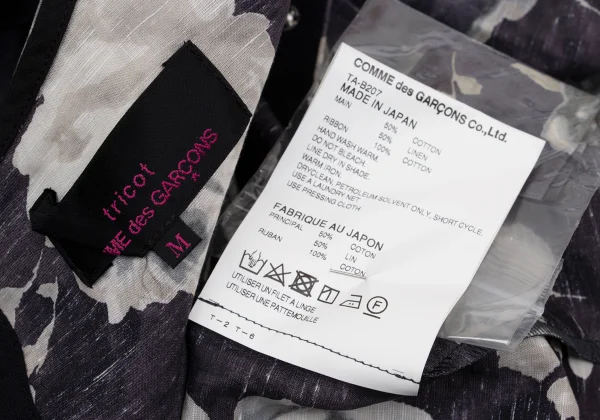 tricot
ME des GARÇONS
M
COMME des GARÇONS Co.,Ltd.
TA-B207
MADE IN JAPAN
MAIN 50% COTTON
50% LINEN
RIBBON 100% COTTON
HAND WASH WARM.
DO NOT BLEACH.
LINE DRY IN SHADE.
WARM IRON.
DRYCLEAN, PETROLEUM SOLVENT ONLY, SHORT CYCLE.
USE A LAUNDRY NET
USE PRESSING CLOTH
FABRIQUE AU JAPON
PRINCIPAL 50% COTON
50% LIN
RUBAN 100% COTON
F
UTILISER UN FILET A LINGE
UTILISER UNE PATTEMOUILLE
T-2 T-6